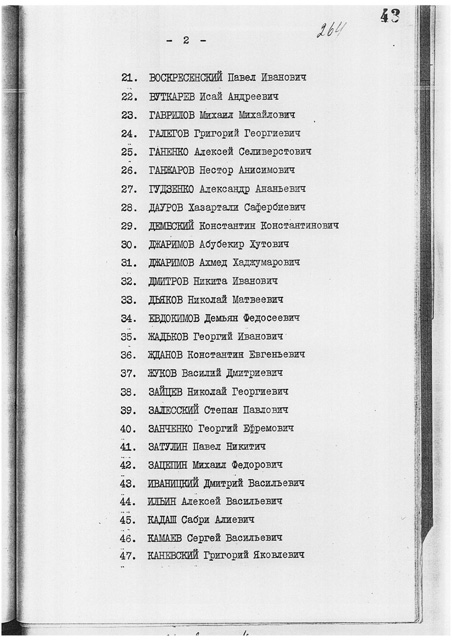 43
264
- 2 -
21. ВОСКРЕСЕНСКИЙ Павел Иванович
22. ВУТКАРЕВ Исай Андреевич
23. ГАВРИЛОВ Михаил Михайлович
24. ГАЛЕГОВ Григорий Георгиевич
25. ГАНЕНКО Алексей Селиверстович
26. ГАНЖАРОВ Нестор Анисимович
27. ГУДЗЕНКО Александр Ананьевич
28. ДАУРОВ Хазартали Сафербиевич
29. ДЕМБСКИЙ Константин Константинович
30. ДЖАРИМОВ Абубекир Хутович
31. ДЖАРИМОВ Ахмед Хаджумарович
32. ДМИТРОВ Никита Иванович
33. ДЬЯКОВ Николай Матвеевич
34. ЕВДОКИМОВ Демьян Федосеевич
35. ЖАДЬКОВ Георгий Иванович
36. ЖДАНОВ Константин Евгеньевич
37. ЖУКОВ Василий Дмитриевич
38. ЗАЙЦЕВ Николай Георгиевич
39. ЗАЛЕССКИЙ Степан Павлович
40. ЗАНЧЕНКО Георгий Ефремович
41. ЗАТУЛИН Павел Никитич
42. ЗАЦЕПИН Михаил Федорович
43. ИВАНИЦКИЙ Дмитрий Васильевич
44. ИЛЬИН Алексей Васильевич
45. КАДАШ Сабри Алиевич
46. КАМАЕВ Сергей Васильевич
47. КАНЕВСКИЙ Григорий Яковлевич